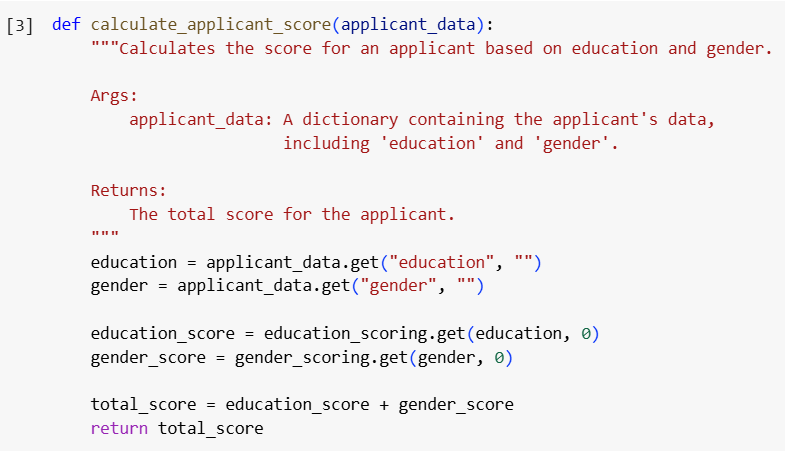 [3] def calculate_applicant_score(applicant_data):
    """Calculates the score for an applicant based on education and gender.

    Args:
        applicant_data: A dictionary containing the applicant's data,
                        including 'education' and 'gender'.

    Returns:
        The total score for the applicant.
    """
    education = applicant_data.get("education", "")
    gender = applicant_data.get("gender", "")

    education_score = education_scoring.get(education, 0)
    gender_score = gender_scoring.get(gender, 0)

    total_score = education_score + gender_score
    return total_score